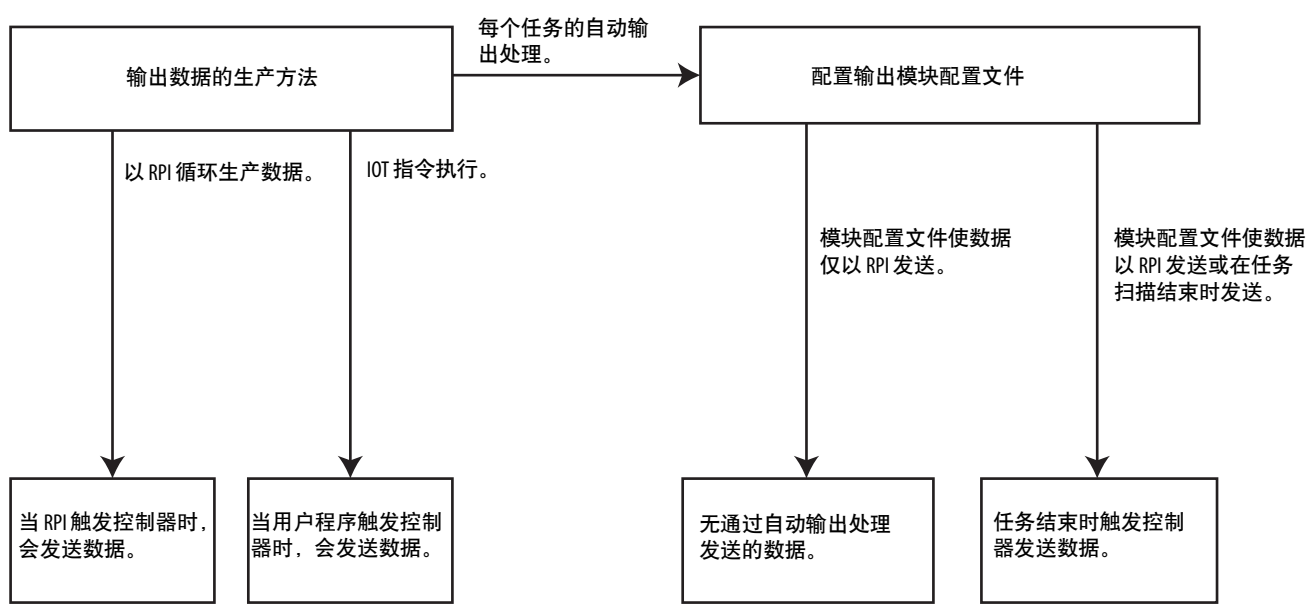 每个任务的自动输
出处理。
输出数据的生产方法
配置输出模块配置文件
以 RPI 循环生产数据。
IOT 指令执行。
模块配置文件使数据
仅以 RPI 发送。
模块配置文件使数据
以 RPI 发送或在任务
扫描结束时发送。
当 RPI 触发控制器时，
会发送数据。
当用户程序触发控制
器时，会发送数据。
无通过自动输出处理
发送的数据。
任务结束时触发控制
器发送数据。